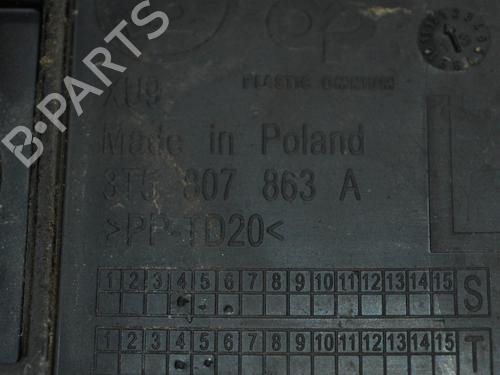 B-PARTS
PLASTIC OMNIUM
XU9
Made in Poland
3T5 807 863 A
>PP-TD20<
1 2 3 4 5 6 7 8 9 10 11 12 13 14 15 S
1 2 3 4 5 6 7 8 9 10 11 12 13 14 15 T